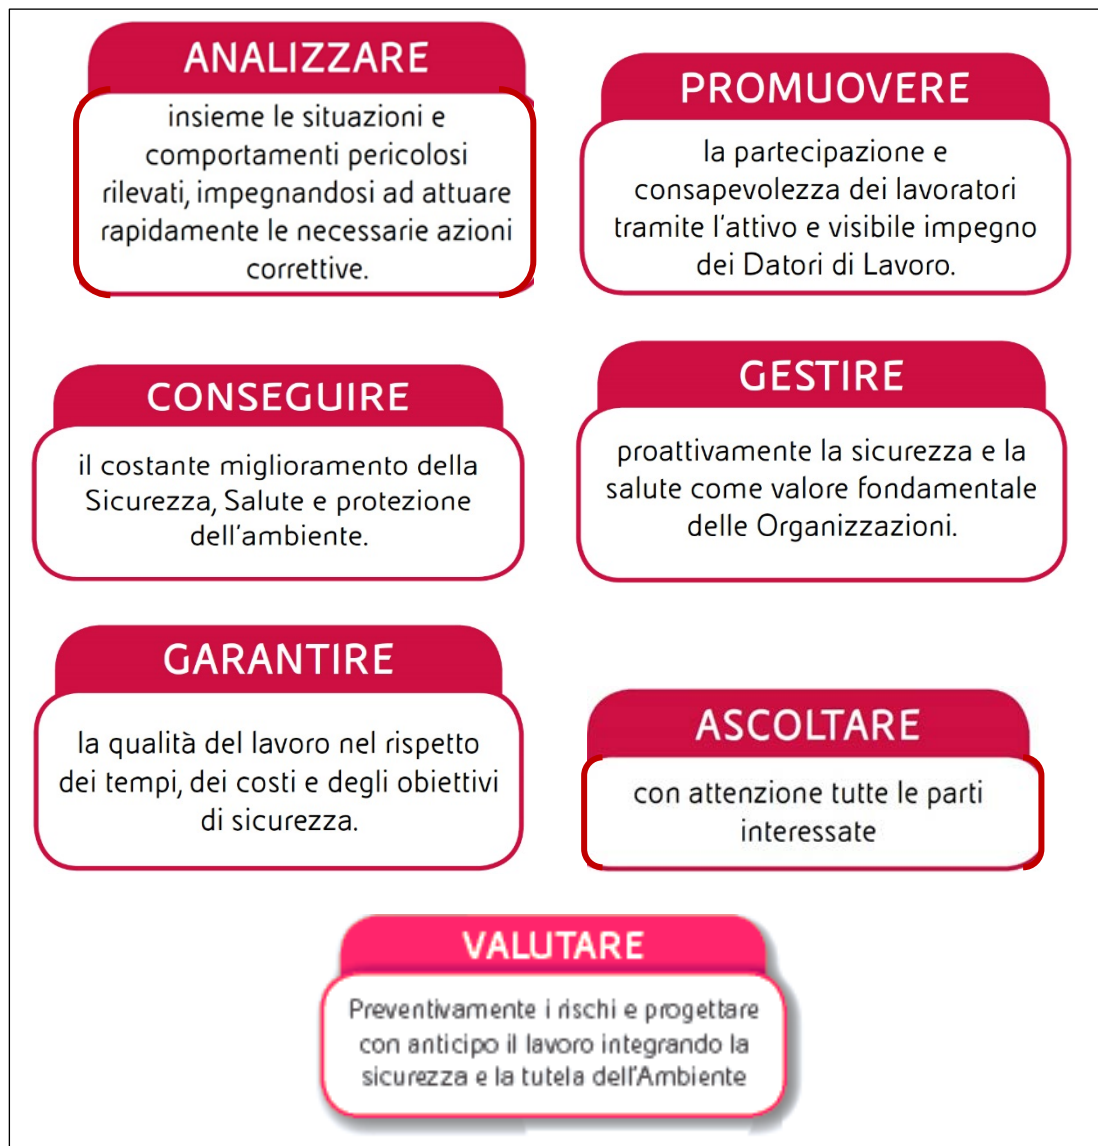 ANALIZZARE
insieme le situazioni e
comportamenti pericolosi
rilevati, impegnandosi ad attuare
rapidamente le necessarie azioni
correttive.
PROMUOVERE
la partecipazione e
consapevolezza dei lavoratori
tramite l'attivo e visibile impegno
dei Datori di Lavoro.
CONSEGUIRE
il costante miglioramento della
Sicurezza, Salute e protezione
dell'ambiente.
GESTIRE
proattivamente la sicurezza e la
salute come valore fondamentale
delle Organizzazioni.
GARANTIRE
la qualità del lavoro nel rispetto
dei tempi, dei costi e degli obiettivi
di sicurezza.
ASCOLTARE
con attenzione tutte le parti
interessate
VALUTARE
Preventivamente i rischi e progettare
con anticipo il lavoro integrando la
sicurezza e la tutela dell'Ambiente